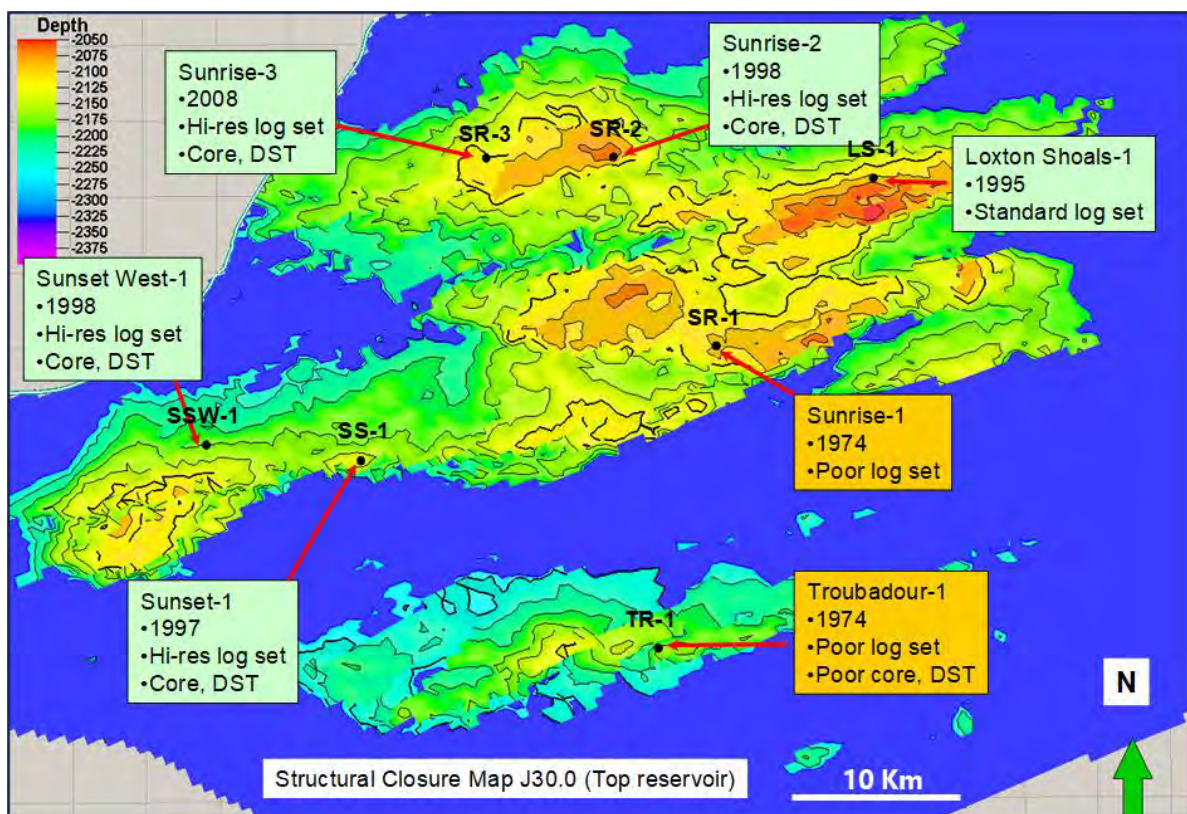 Depth
-2050
-2075
-2100
-2125
-2150
-2175
-2200
-2225
-2250
-2275
-2300
-2325
-2350
-2375
Sunrise-3
•2008
•Hi-res log set
•Core, DST
Sunrise-2
•1998
•Hi-res log set
•Core, DST
SR-3
SR-2
LS-1
Loxton Shoals-1
•1995
•Standard log set
Sunset West-1
•1998
•Hi-res log set
•Core, DST
SR-1
SSW-1
SS-1
Sunrise-1
•1974
•Poor log set
Sunset-1
•1997
•Hi-res log set
•Core, DST
TR-1
Troubadour-1
•1974
•Poor log set
•Poor core, DST
N
Structural Closure Map J30.0 (Top reservoir)
10 Km